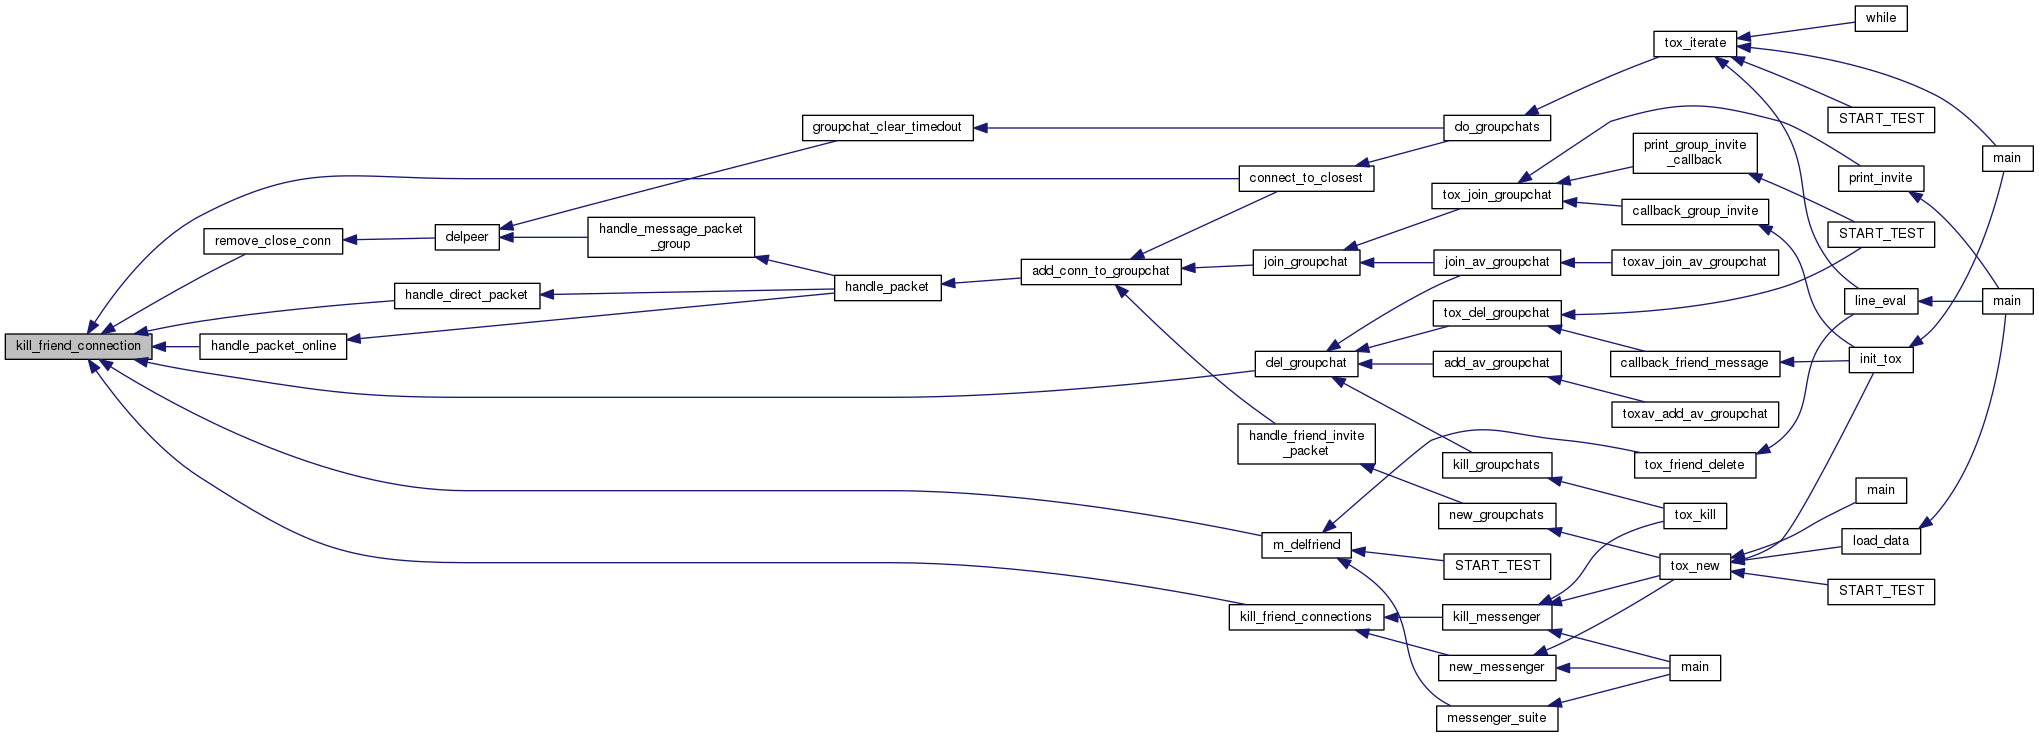 while
tox_iterate
START_TEST
groupchat_clear_timedout
do_groupchats
print_group_invite
_callback
main
connect_to_closest
print_invite
tox_join_groupchat
callback_group_invite
remove_close_conn
delpeer
handle_message_packet
_group
START_TEST
add_conn_to_groupchat
join_groupchat
join_av_groupchat
toxav_join_av_groupchat
handle_direct_packet
handle_packet
tox_del_groupchat
line_eval
main
kill_friend_connection
handle_packet_online
del_groupchat
add_av_groupchat
callback_friend_message
init_tox
toxav_add_av_groupchat
handle_friend_invite
_packet
kill_groupchats
tox_friend_delete
main
new_groupchats
tox_kill
m_delfriend
load_data
START_TEST
tox_new
START_TEST
kill_friend_connections
kill_messenger
new_messenger
main
messenger_suite